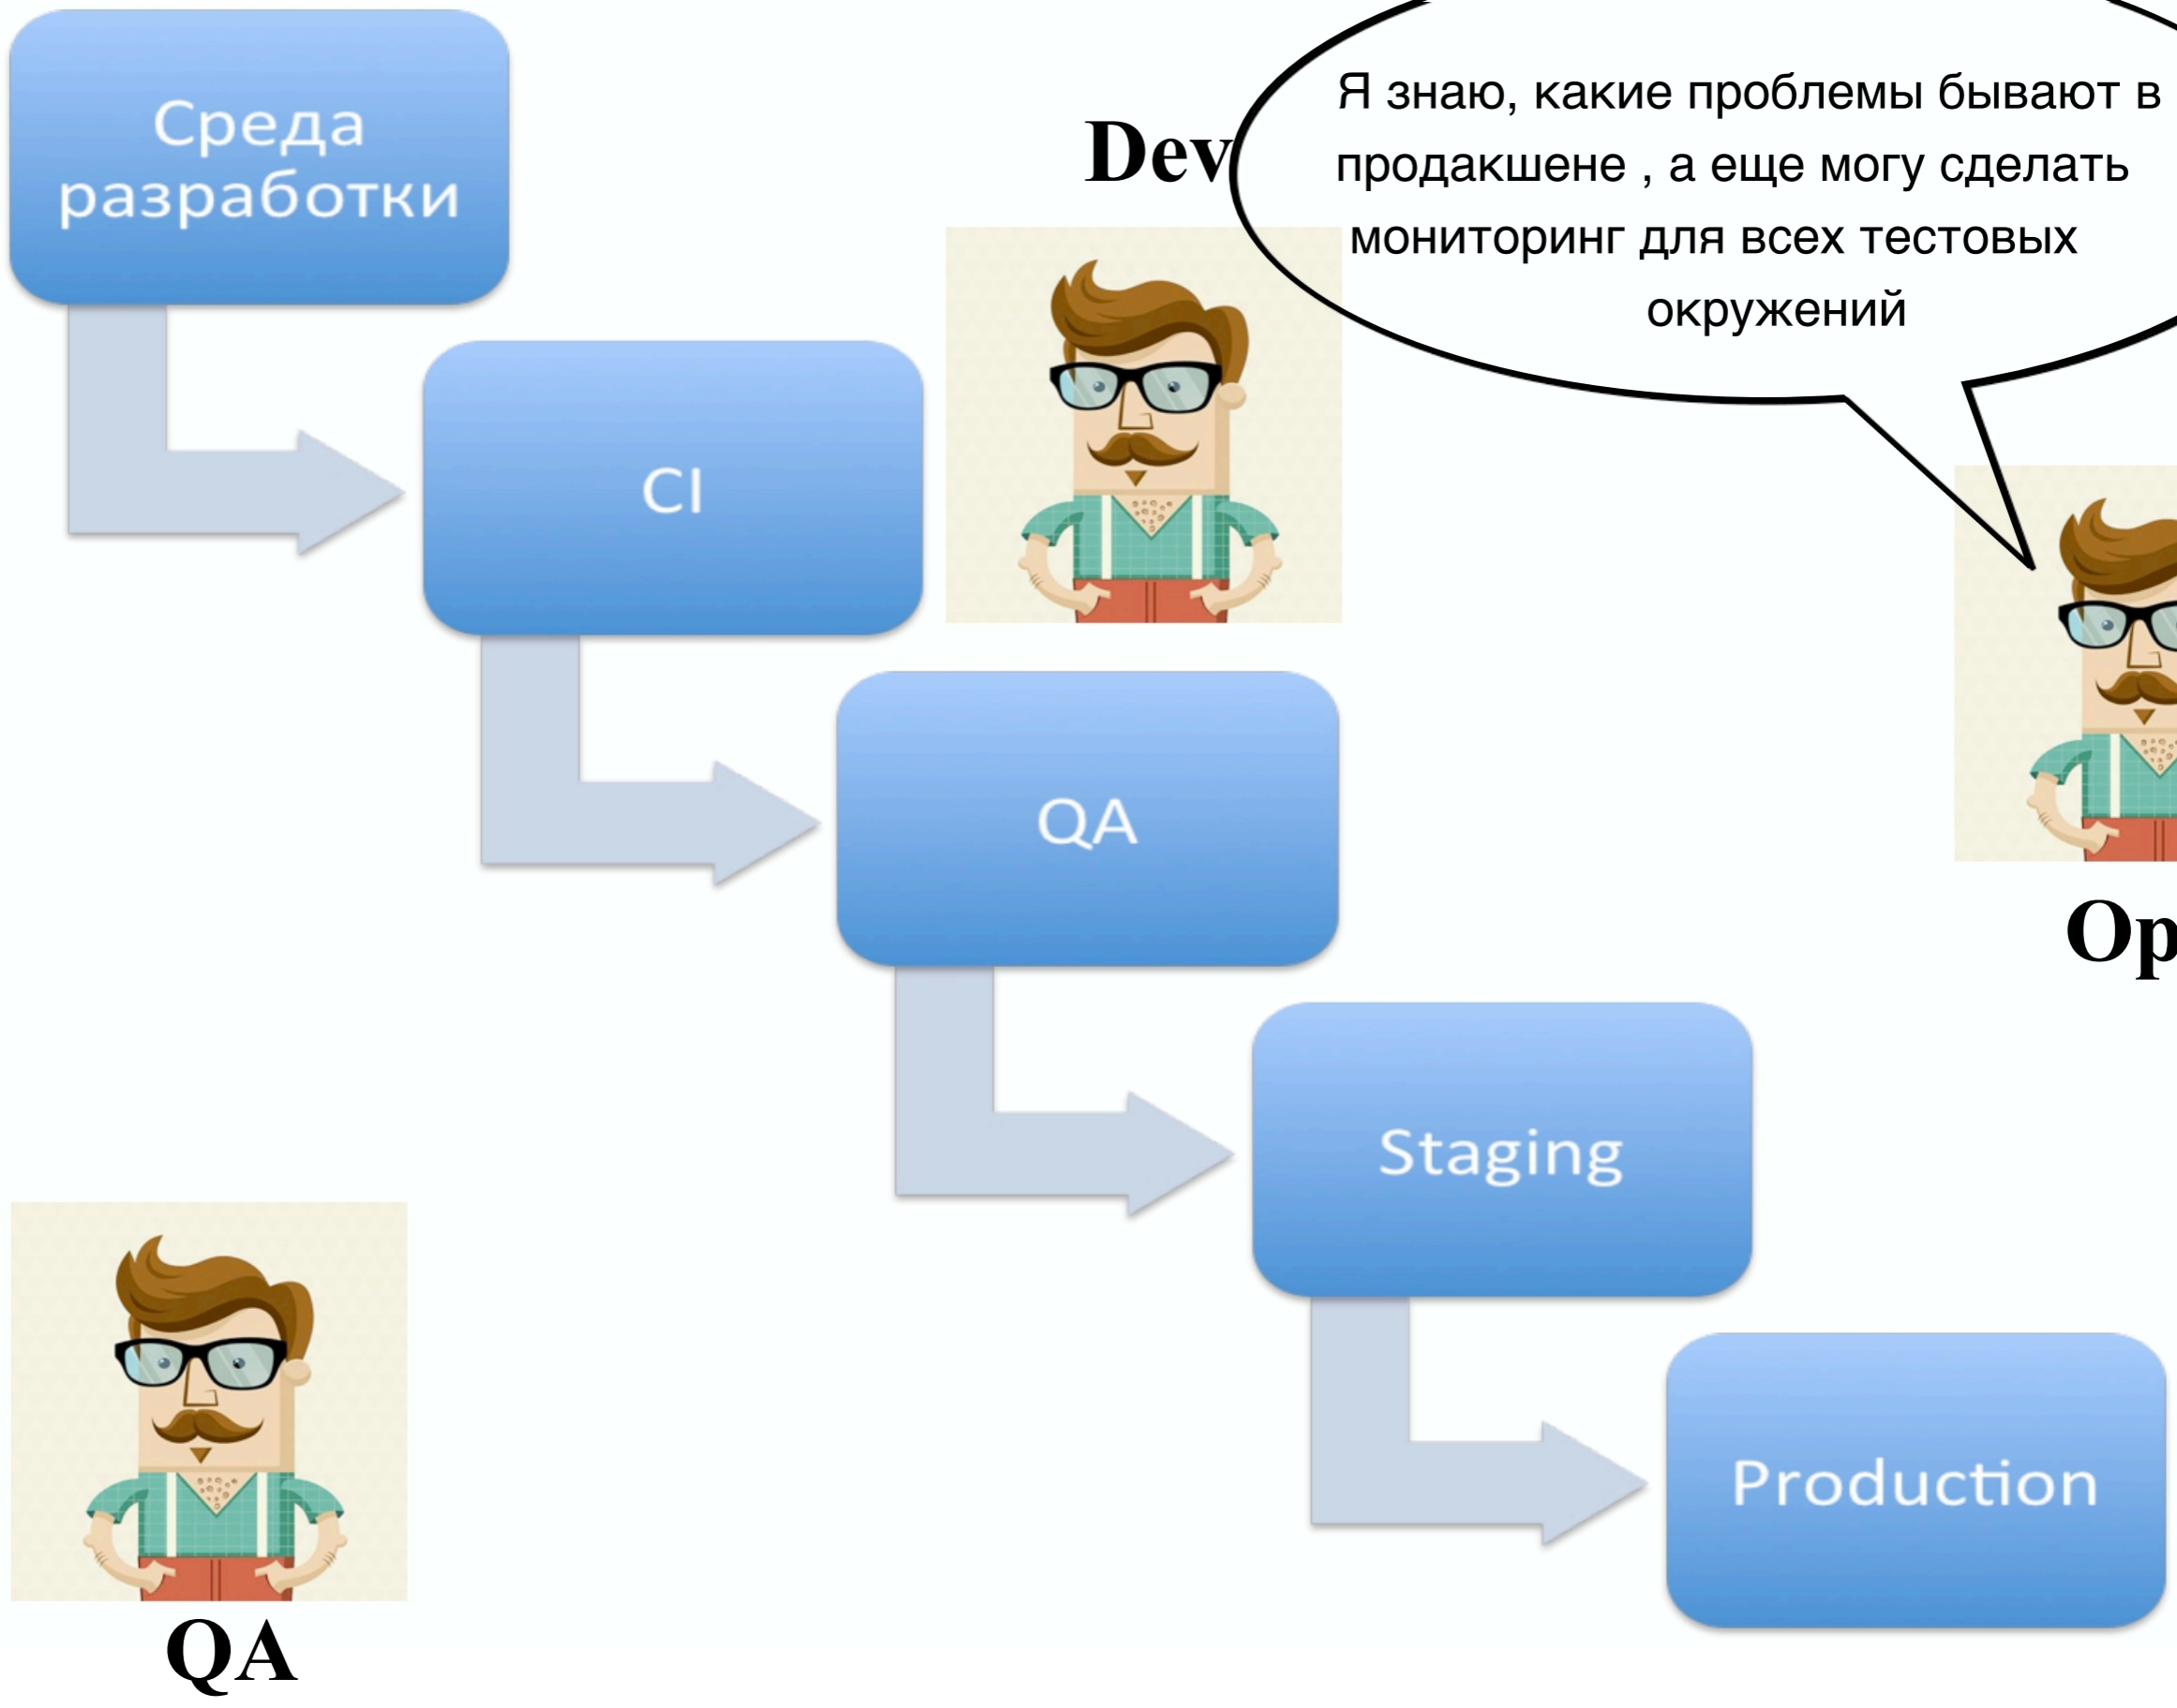 Среда
разработки
Dev
Я знаю, какие проблемы бывают в
продакшене , а еще могу сделать
мониторинг для всех тестовых
окружений
CI
QA
Op
Staging
Production
QA